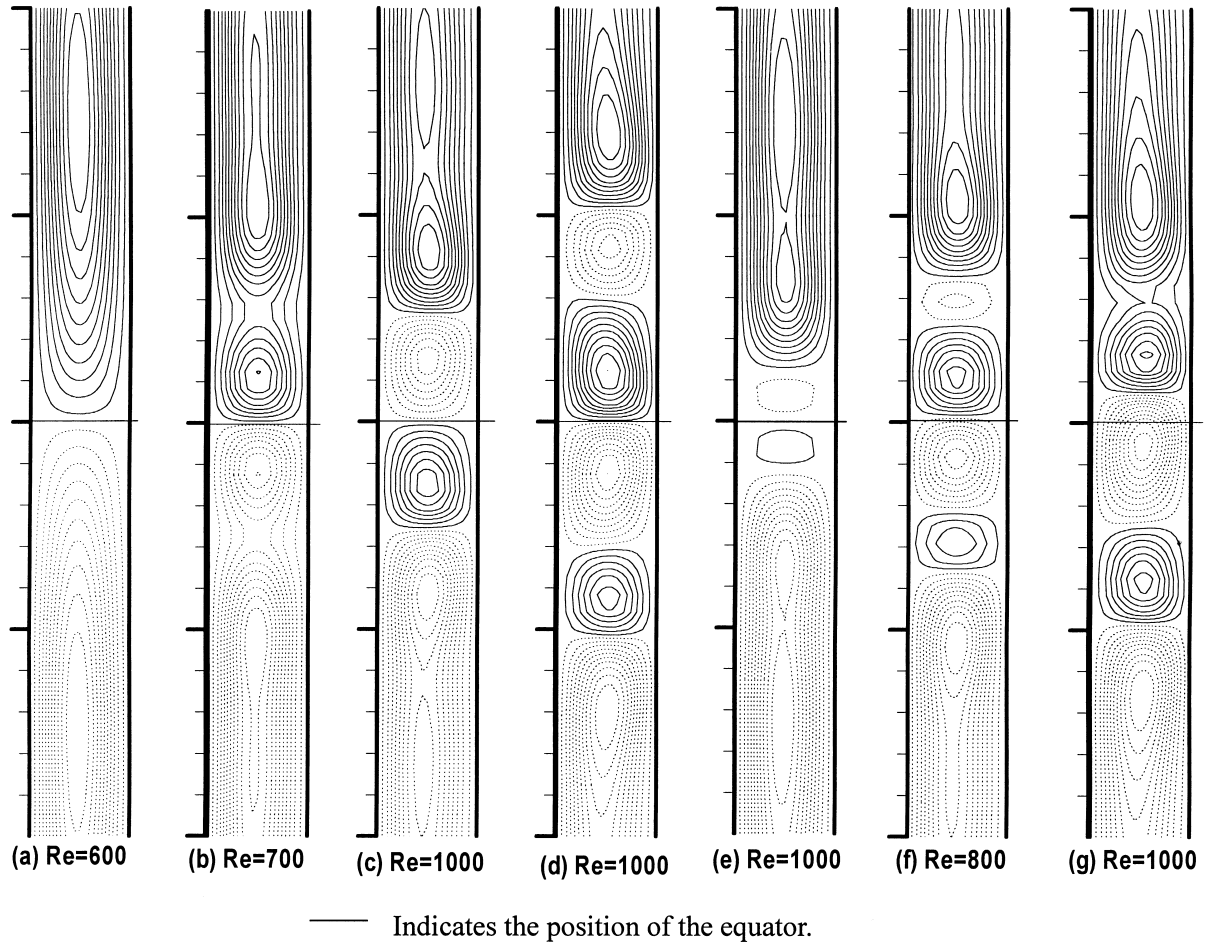 (a) Re=600 (b) Re=700 (c) Re=1000 (d) Re=1000 (e) Re=1000 (f) Re=800 (g) Re=1000
Indicates the position of the equator.